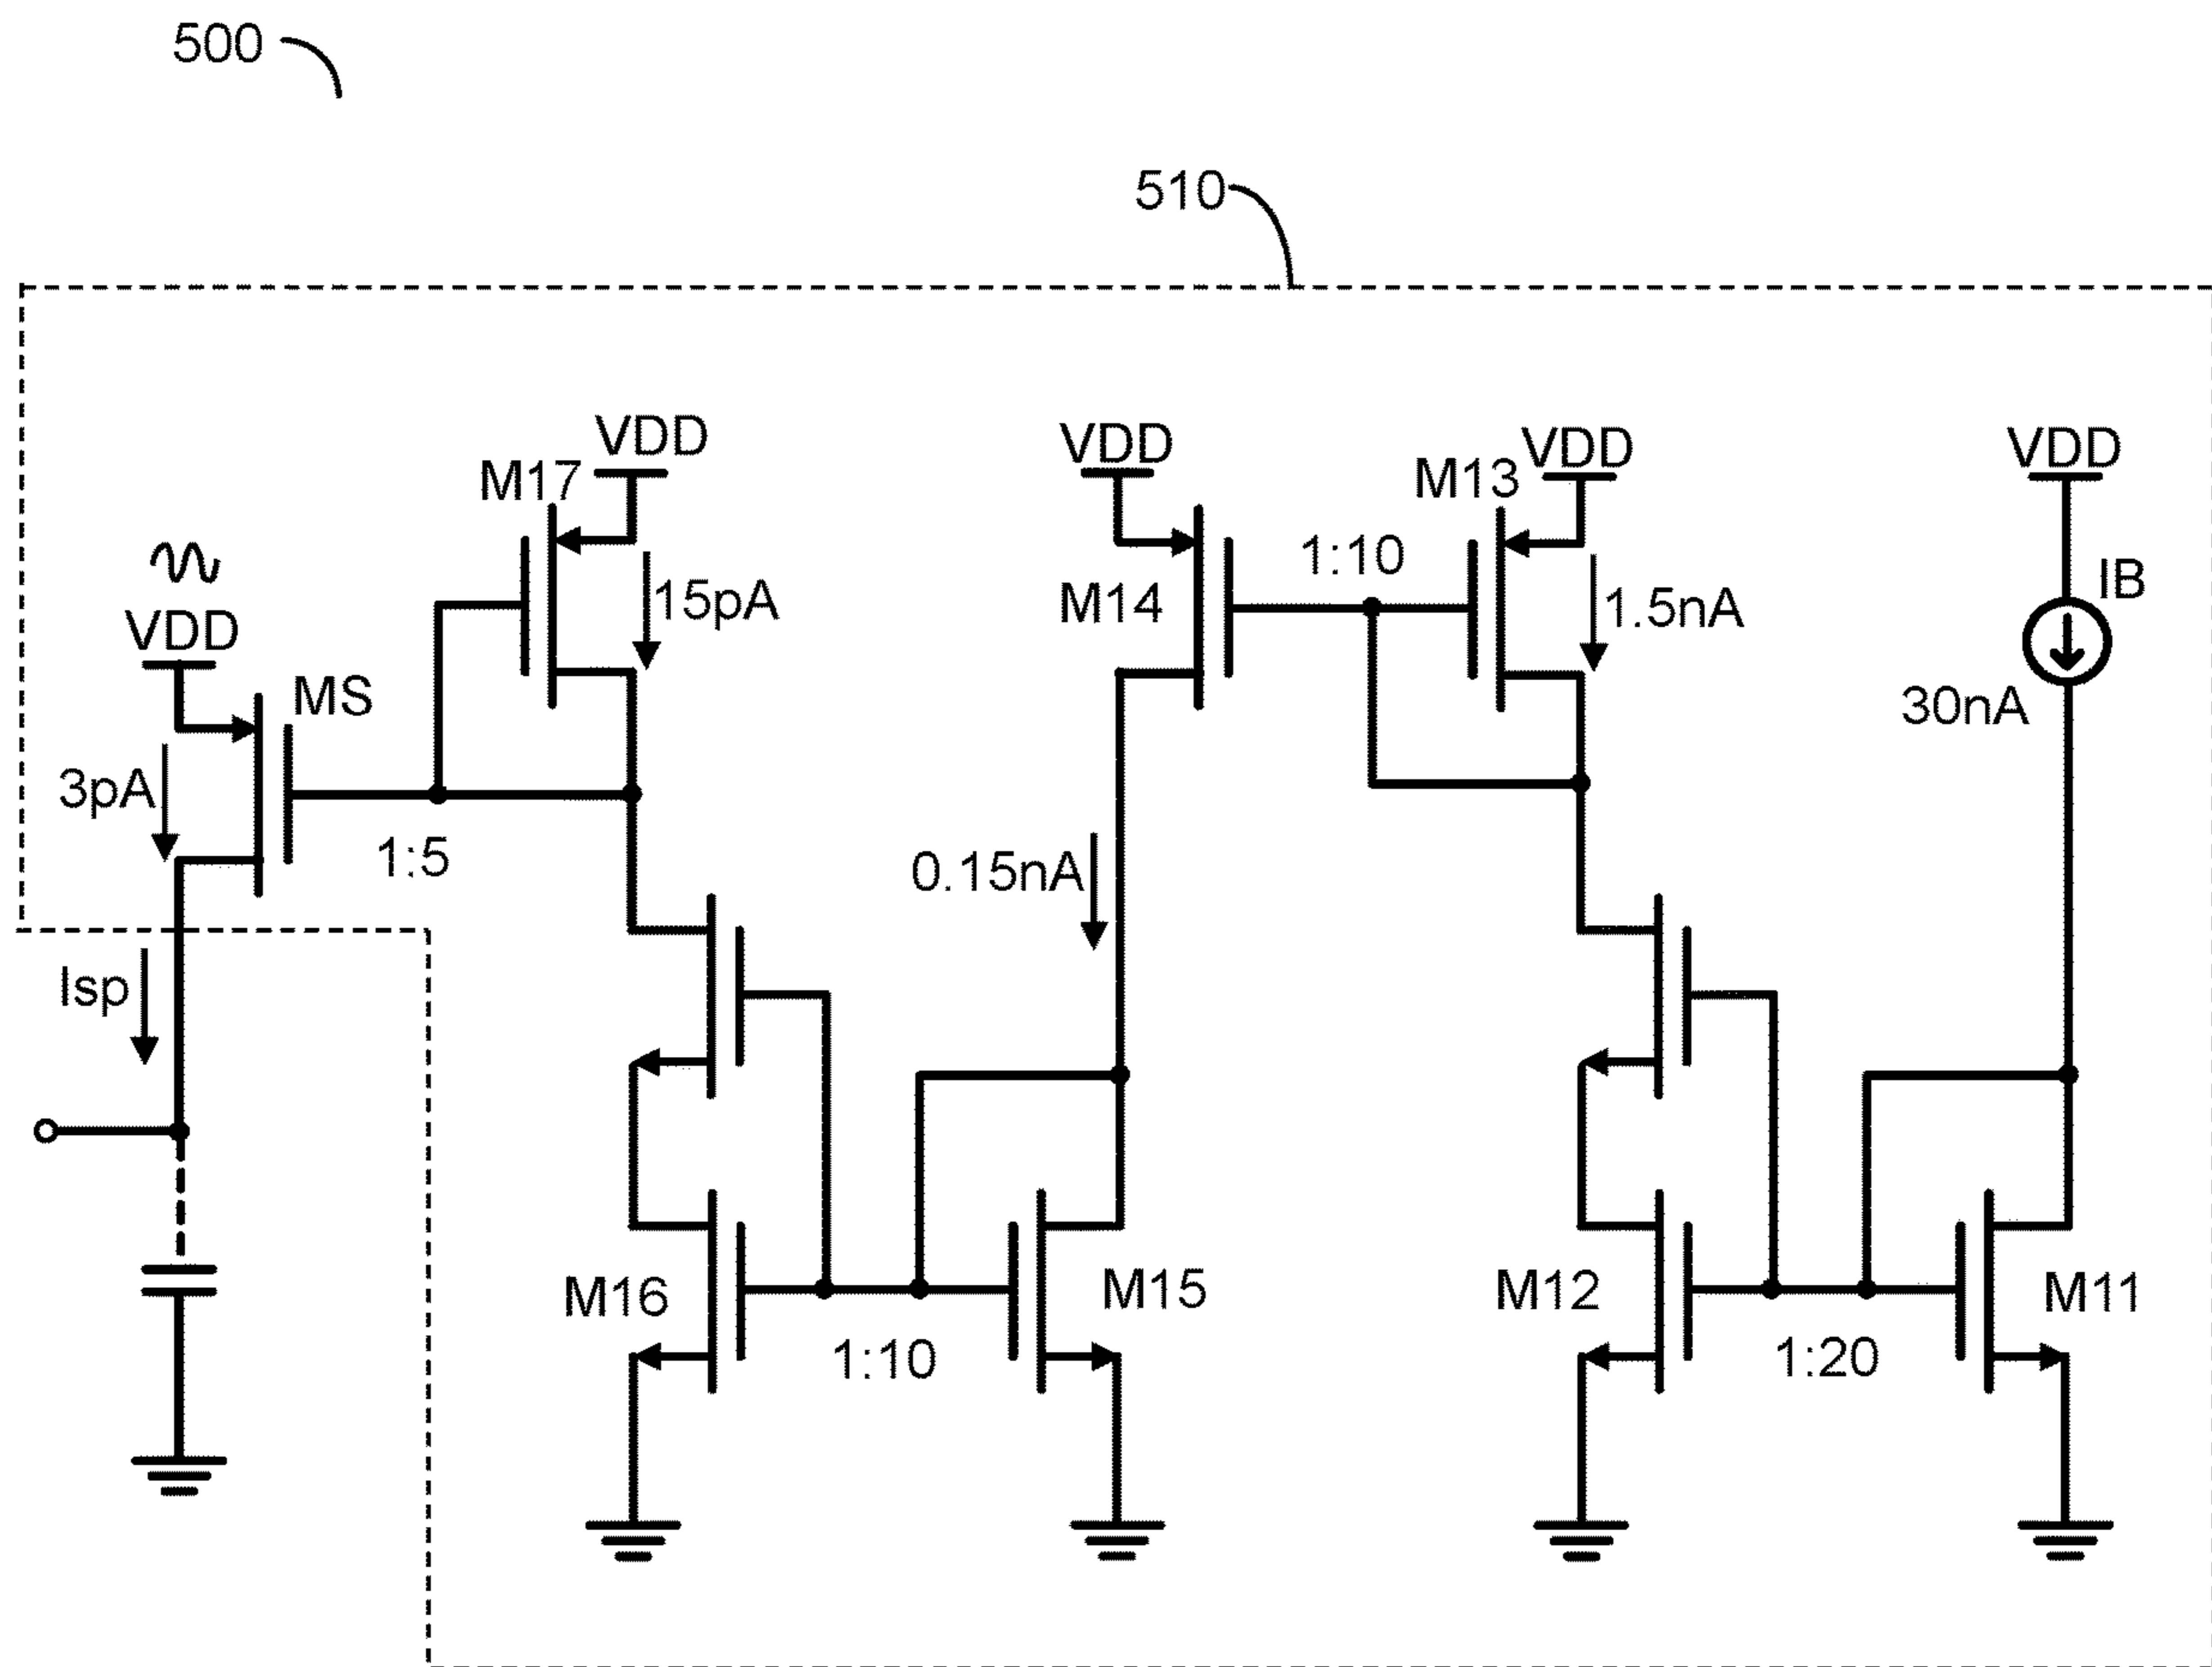 500
510
VDD
M17
VDD
M13
VDD
VDD
1:10
IB
15pA
M14
1.5nA
VDD
MS
30nA
3pA
1:5
0.15nA
Isp
M16
M15
M12
M11
1:10
1:20